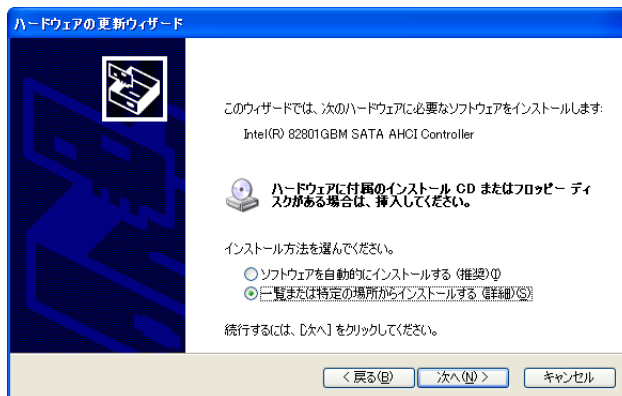 ハードウェアの更新ウィザード
このウィザードでは、次のハードウェアに必要なソフトウェアをインストールします:
Intel(R) 82801GBM SATA AHCI Controller
ハードウェアに付属のインストール CD またはフロッピー ディ
スクがある場合は、挿入してください。
インストール方法を選んでください。
ソフトウェアを自動的にインストールする (推奨)(I)
一覧または特定の場所からインストールする (詳細)(S)
続行するには、[次へ] をクリックしてください。
< 戻る(B)
次へ(N) >
キャンセル